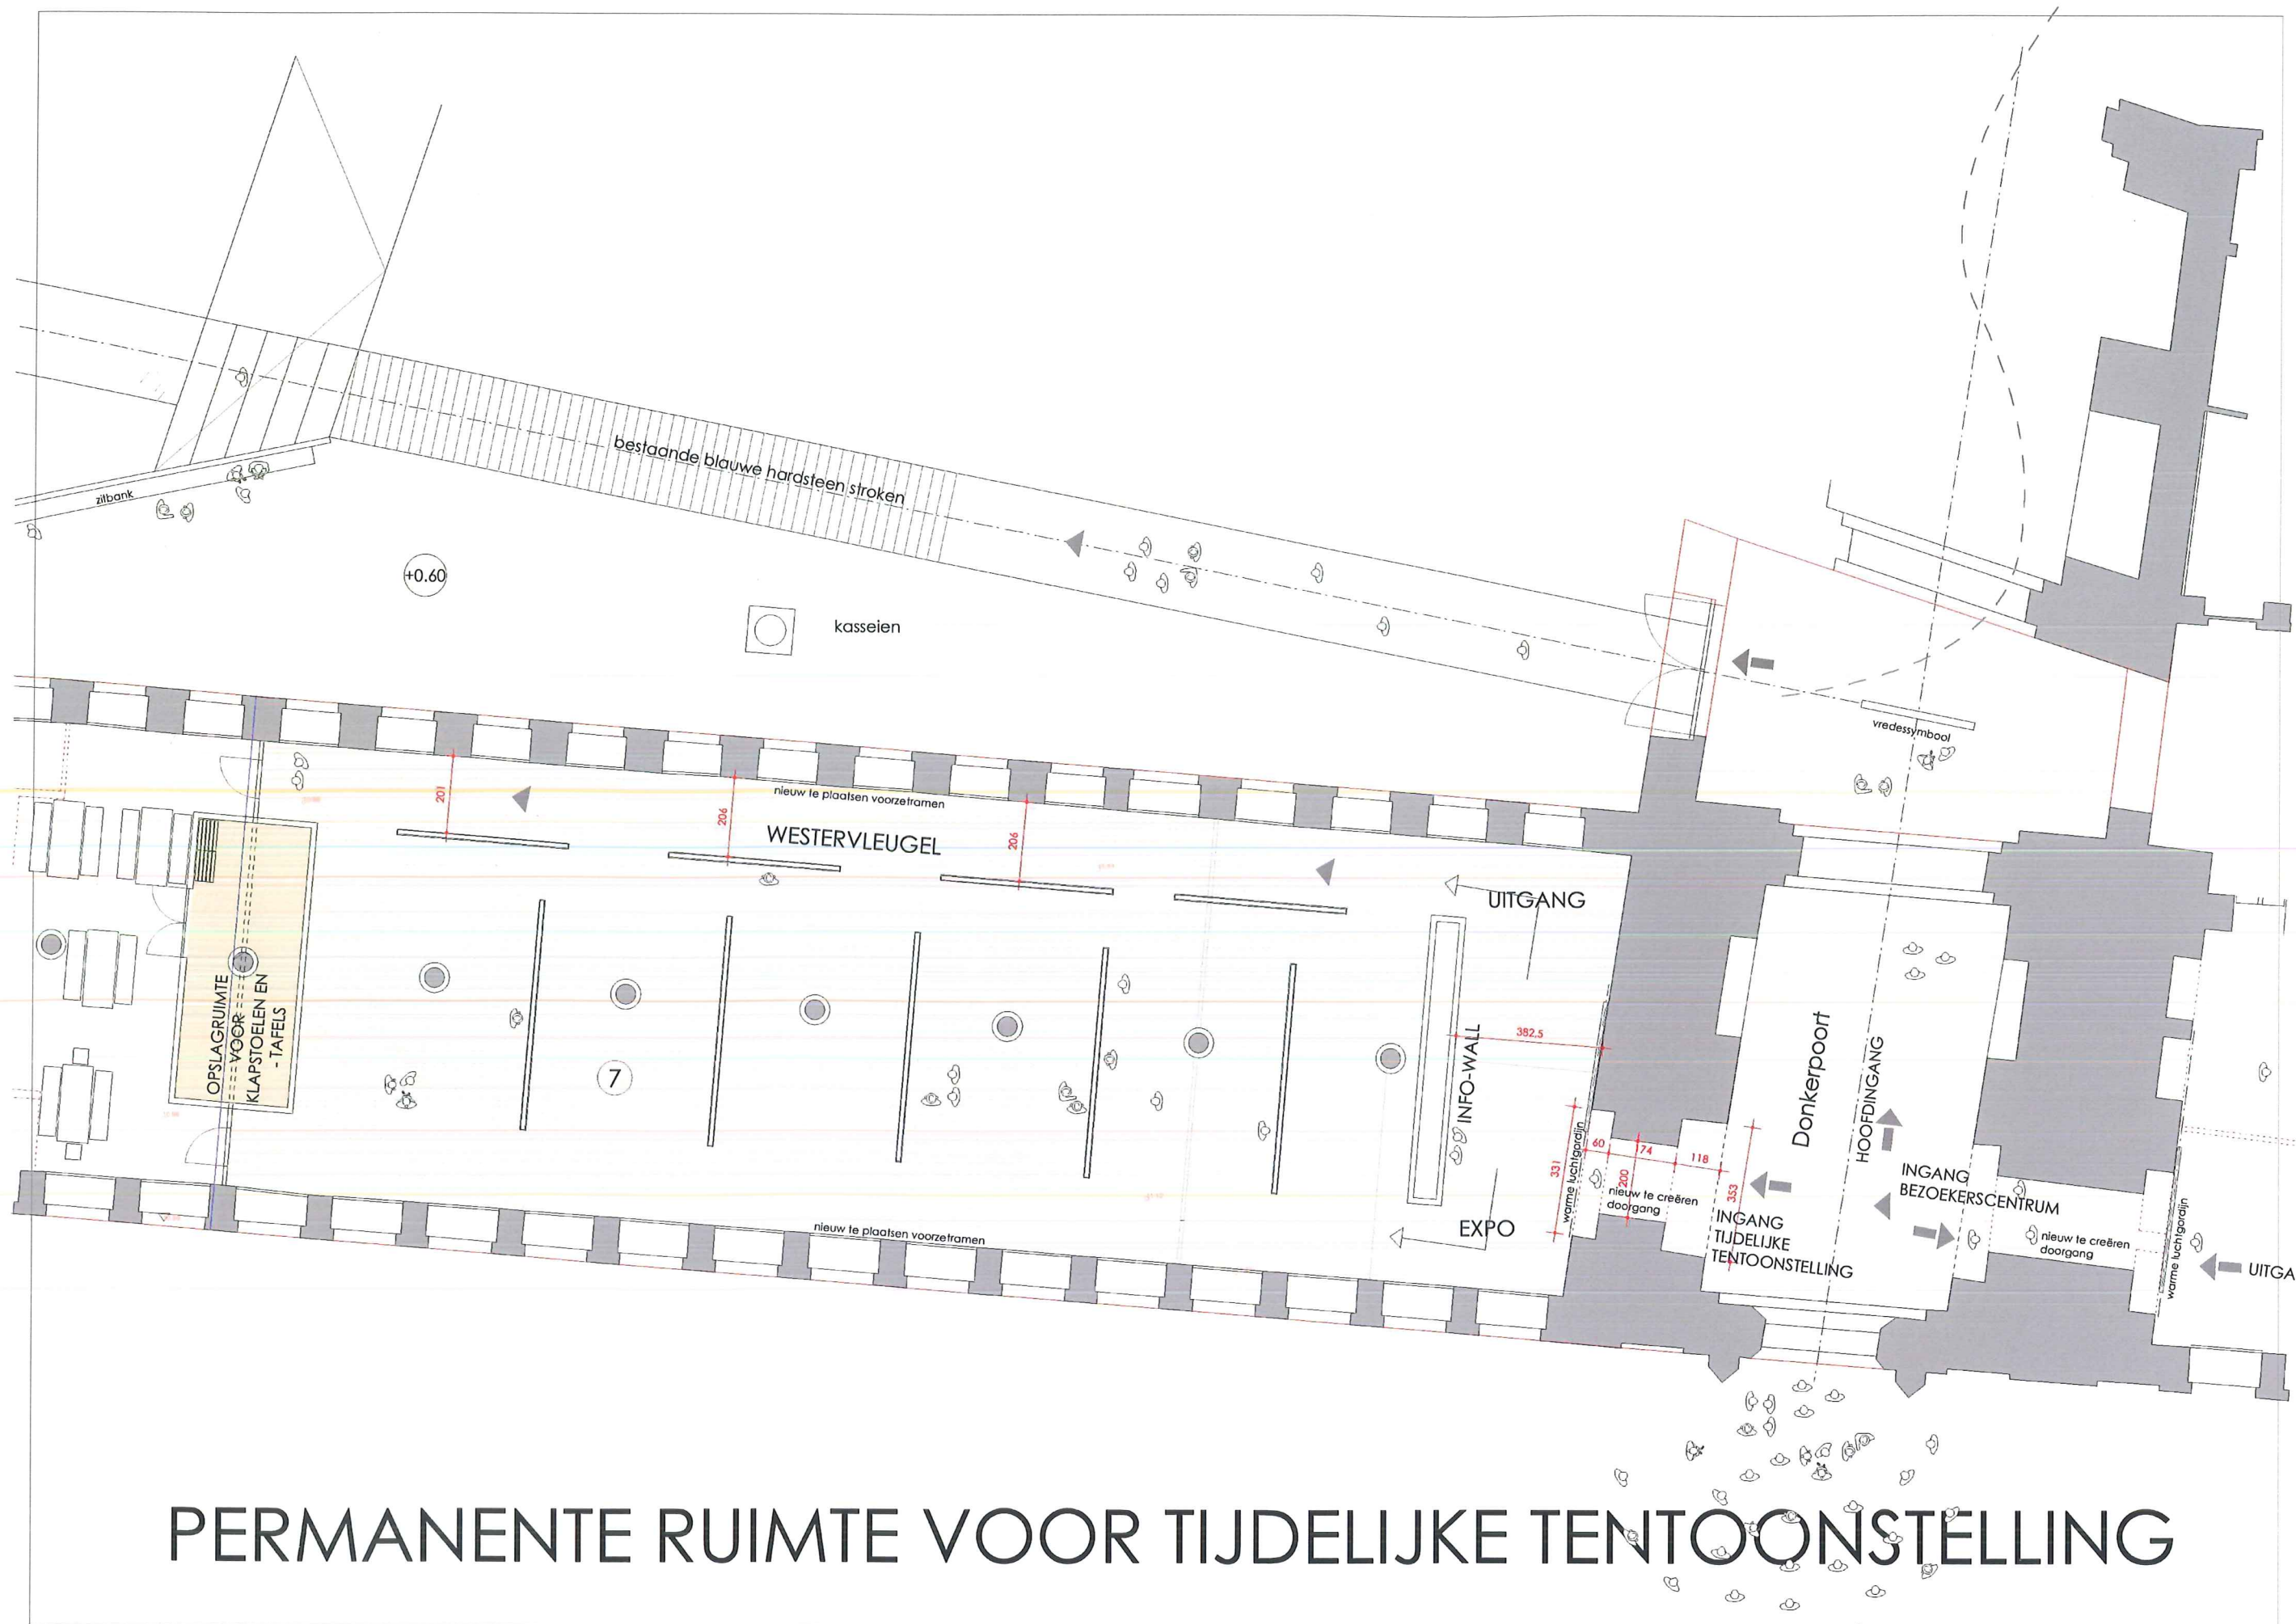 bestaande blauwe hardsteen stroken
zitbank
+0.60
kasseien
vredessymbool
nieuw te plaatsen voorzetramen
WESTERVLEUGEL
201
206
206
UITGANG
OPSLAGRUIMTE
VOOR
KLAPSTOELEN EN
-TAFELS
7
INFO-WALL
382.5
EXPO
nieuw te plaatsen voorzetramen
331
warme luchtgordijn
60
74
118
200
353
nieuw te creëren
doorgang
Donkerpoort
HOOFDINGANG
INGANG
TIJDELIJKE
TENTOONSTELLING
INGANG
BEZOEKERSCENTRUM
nieuw te creëren
doorgang
warme luchtgordijn
UITGA
PERMANENTE RUIMTE VOOR TIJDELIJKE TENTOONSTELLING